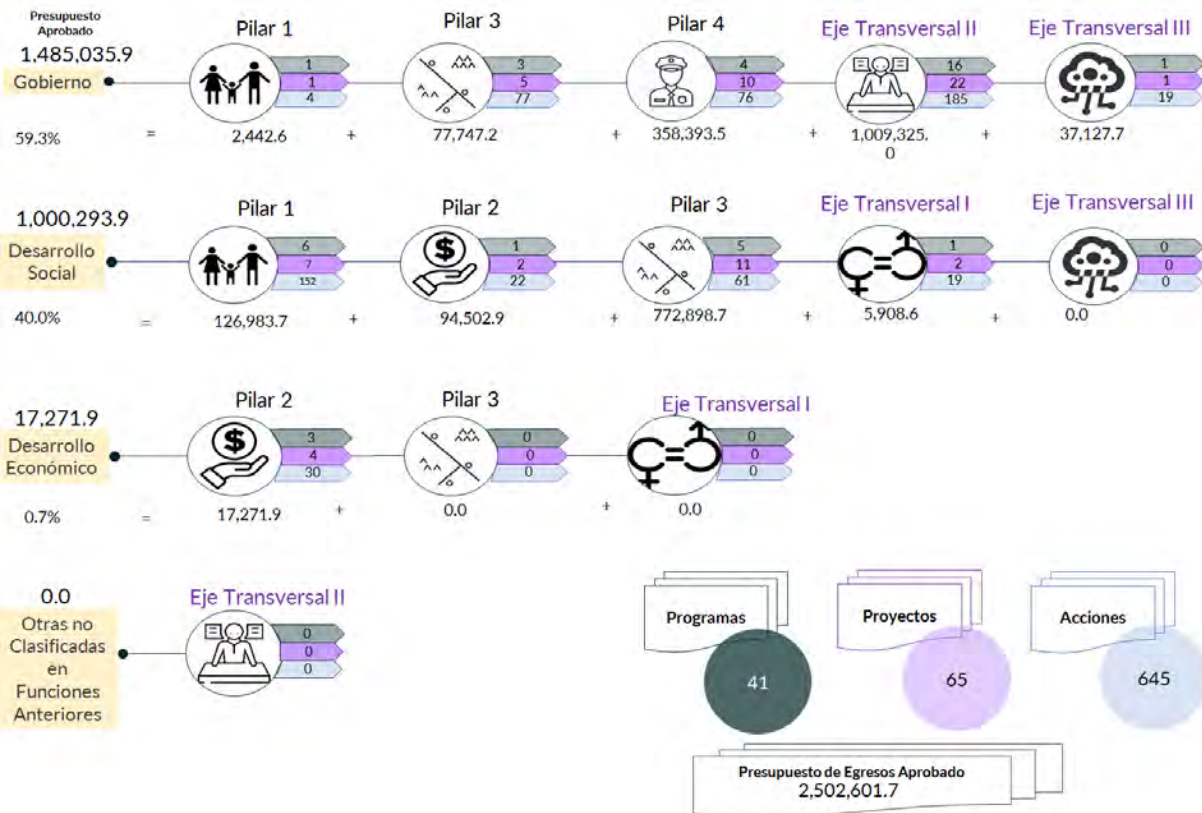 Presupuesto
Aprobado
1,485,035.9
Gobierno
59.3%
=
Pilar 1
1
1
4
2,442.6
+
Pilar 3
3
5
77
77,747.2
+
Pilar 4
4
10
76
358,393.5
+
Eje Transversal II
16
22
185
1,009,325.
0
+
Eje Transversal III
1
1
19
37,127.7
1,000,293.9
Desarrollo
Social
40.0%
=
Pilar 1
6
7
152
126,983.7
+
Pilar 2
$
1
2
22
94,502.9
+
Pilar 3
5
11
61
772,898.7
+
Eje Transversal I
1
2
19
5,908.6
+
Eje Transversal III
0
0
0
0.0
17,271.9
Desarrollo
Económico
0.7%
=
Pilar 2
$
3
4
30
17,271.9
+
Pilar 3
0
0
0
0.0
+
Eje Transversal I
0
0
0
0.0
0.0
Otras no
Clasificadas
en
Funciones
Anteriores
Eje Transversal II
0
0
0
Programas
41
Proyectos
65
Acciones
645
Presupuesto de Egresos Aprobado
2,502,601.7